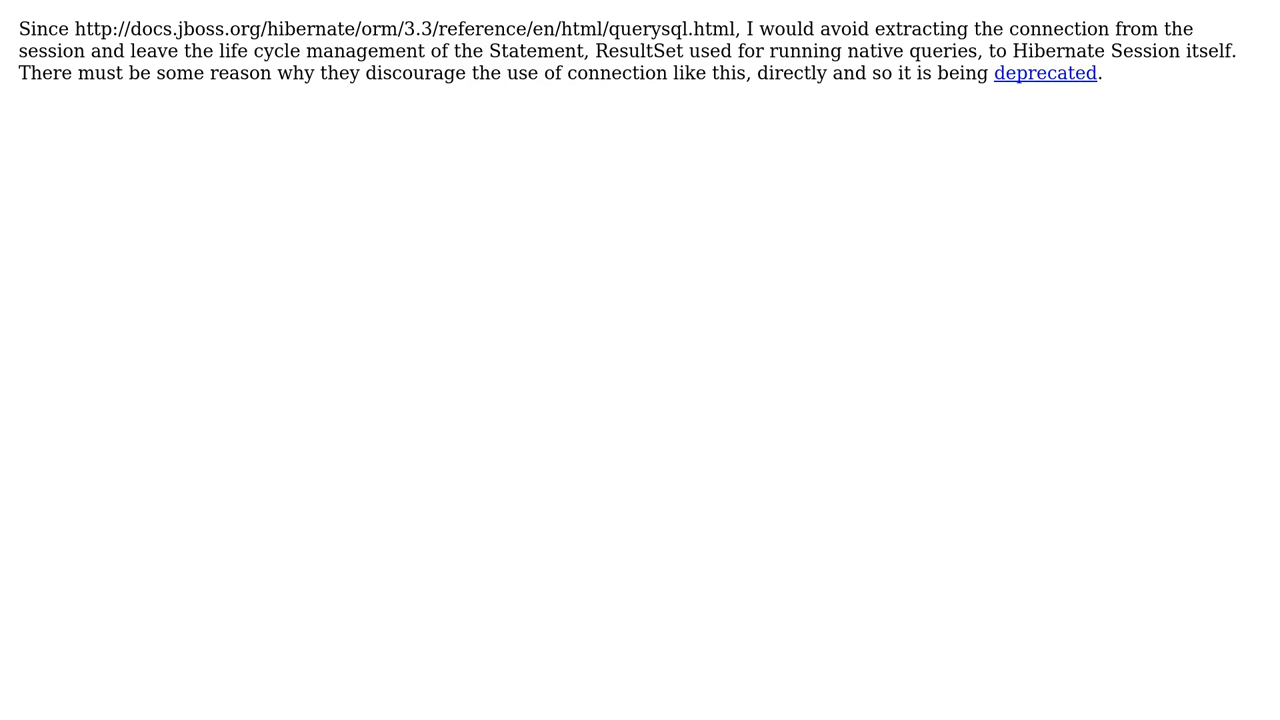 Since http://docs.jboss.org/hibernate/orm/3.3/reference/en/html/querysql.html, I would avoid extracting the connection from the
session and leave the life cycle management of the Statement, ResultSet used for running native queries, to Hibernate Session itself.
There must be some reason why they discourage the use of connection like this, directly and so it is being deprecated.